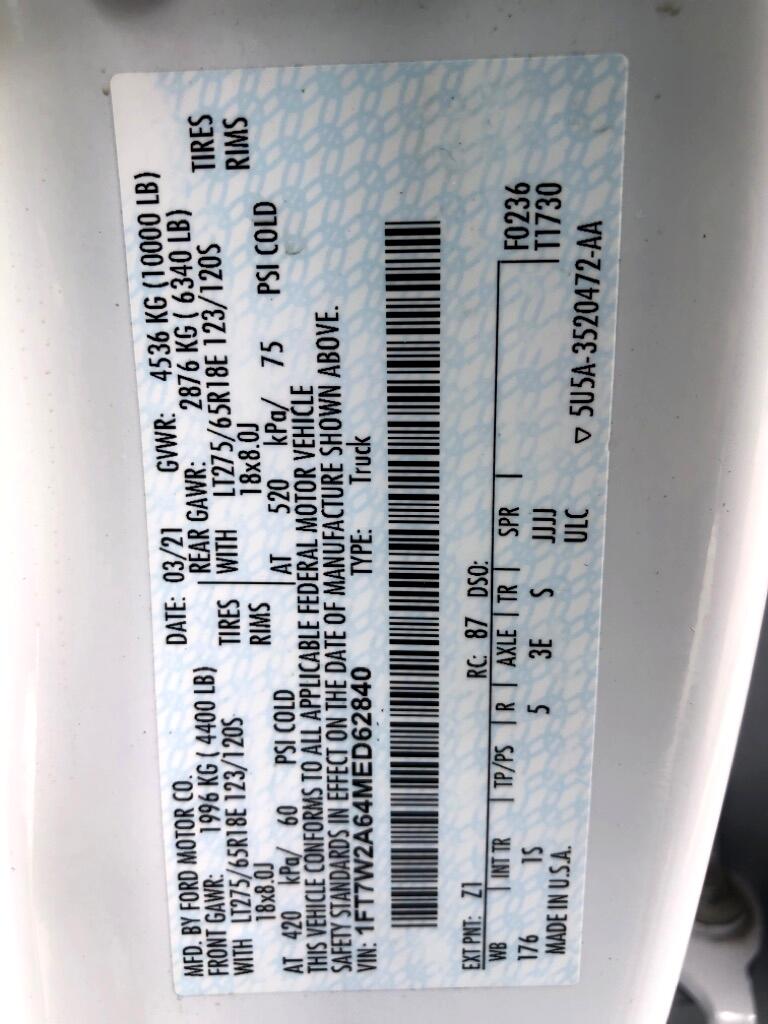 MFD. BY FORD MOTOR CO. DATE: 03/21 GVWR: 4536 KG (10000 LB)
FRONT GAWR: 1996 KG ( 4400 LB) REAR GAWR: 2876 KG ( 6340 LB)
WITH LT275/65R18E 123/120S TIRES WITH LT275/65R18E 123/120S TIRES
18x8.0J RIMS 18x8.0J RIMS
AT 420 kPa/ 60 PSI COLD AT 520 kPa/ 75 PSI COLD
THIS VEHICLE CONFORMS TO ALL APPLICABLE FEDERAL MOTOR VEHICLE
SAFETY STANDARDS IN EFFECT ON THE DATE OF MANUFACTURE SHOWN ABOVE.
VIN: 1FT7W2A64MED62840 TYPE: Truck
EXT PNT: Z1 RC: 87 DSO:
WB INT TR TP/PS R AXLE TR SPR F0236
176 1S 5 3E S JJJJ T1730
MADE IN U.S.A. ULC
▽ 5U5A-3520472-AA